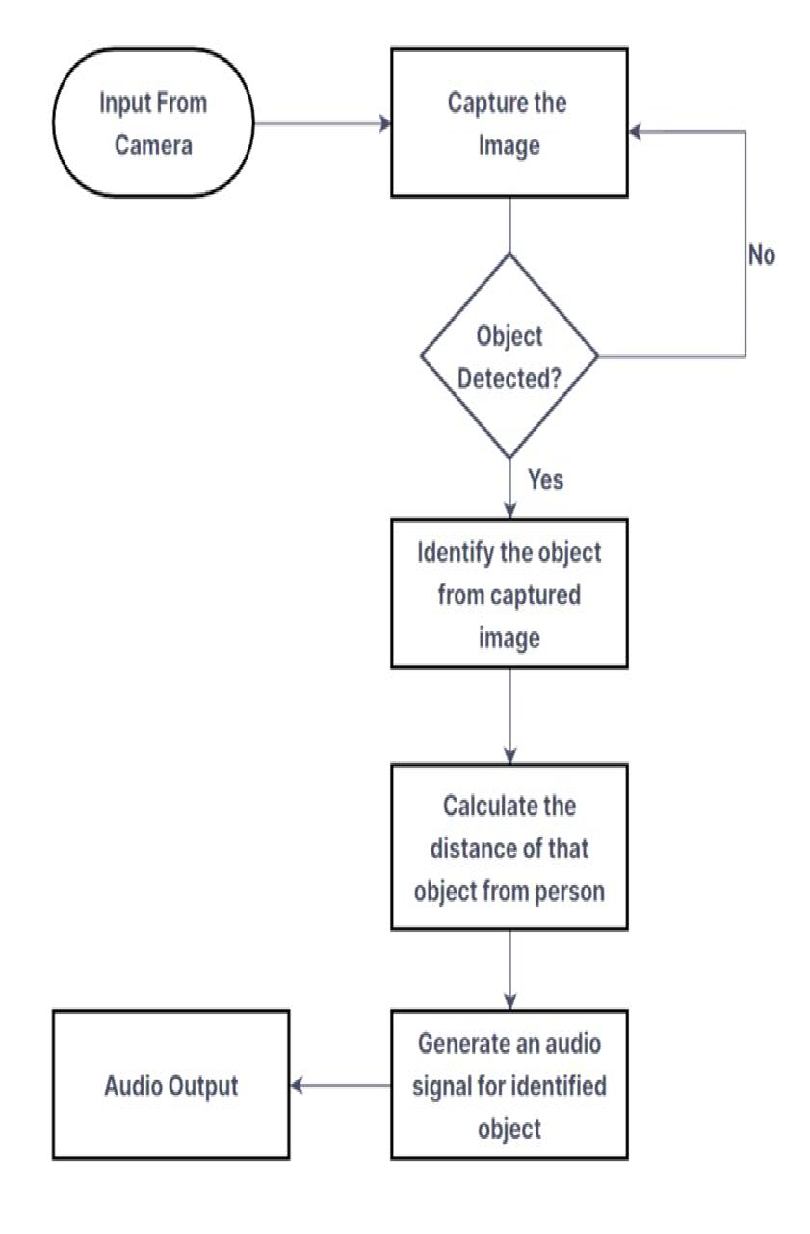 Input From
Camera
Capture the
Image
No
Object
Detected?
Yes
Identify the object
from captured
image
Calculate the
distance of that
object from person
Generate an audio
signal for identified
object
Audio Output